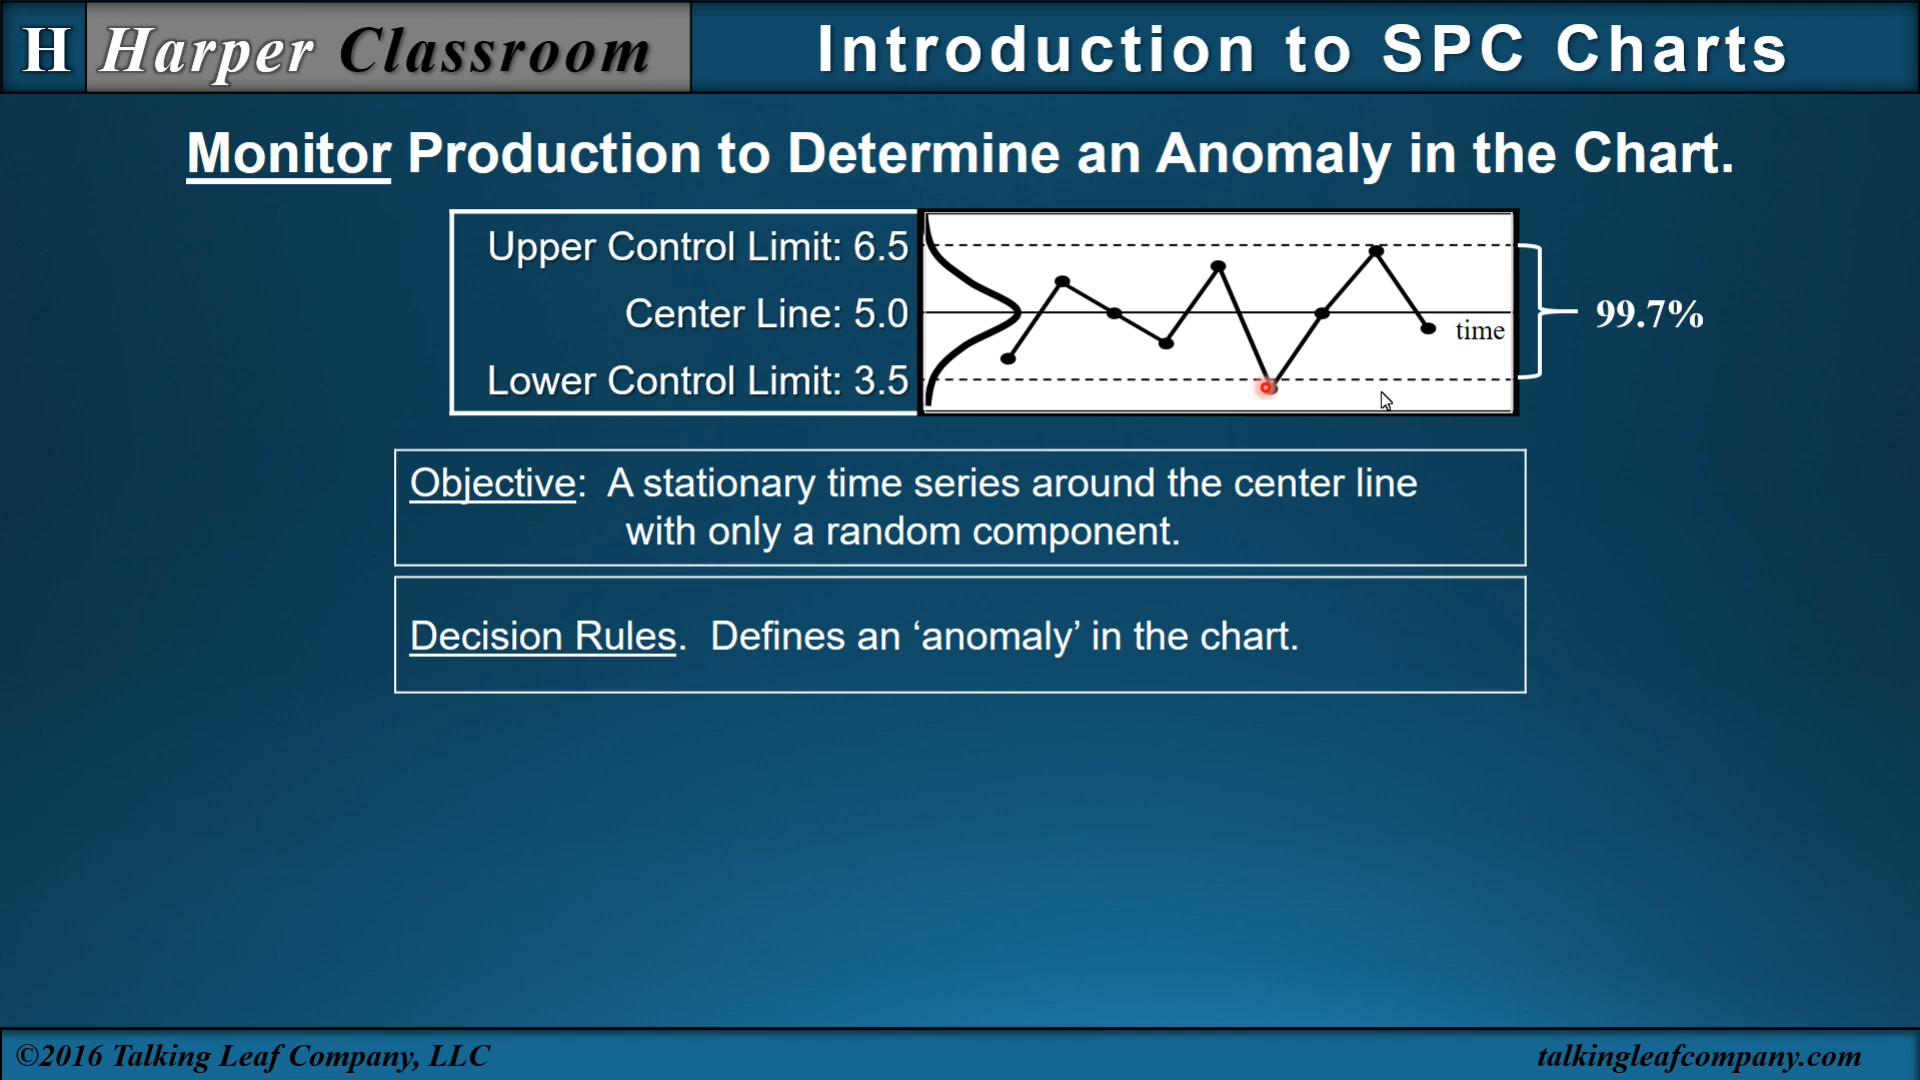 H Harper Classroom
Introduction to SPC Charts
Monitor Production to Determine an Anomaly in the Chart.
Upper Control Limit: 6.5
Center Line: 5.0
Lower Control Limit: 3.5
time
99.7%
Objective: A stationary time series around the center line
with only a random component.
Decision Rules. Defines an ‘anomaly’ in the chart.
©2016 Talking Leaf Company, LLC
talkingleafcompany.com